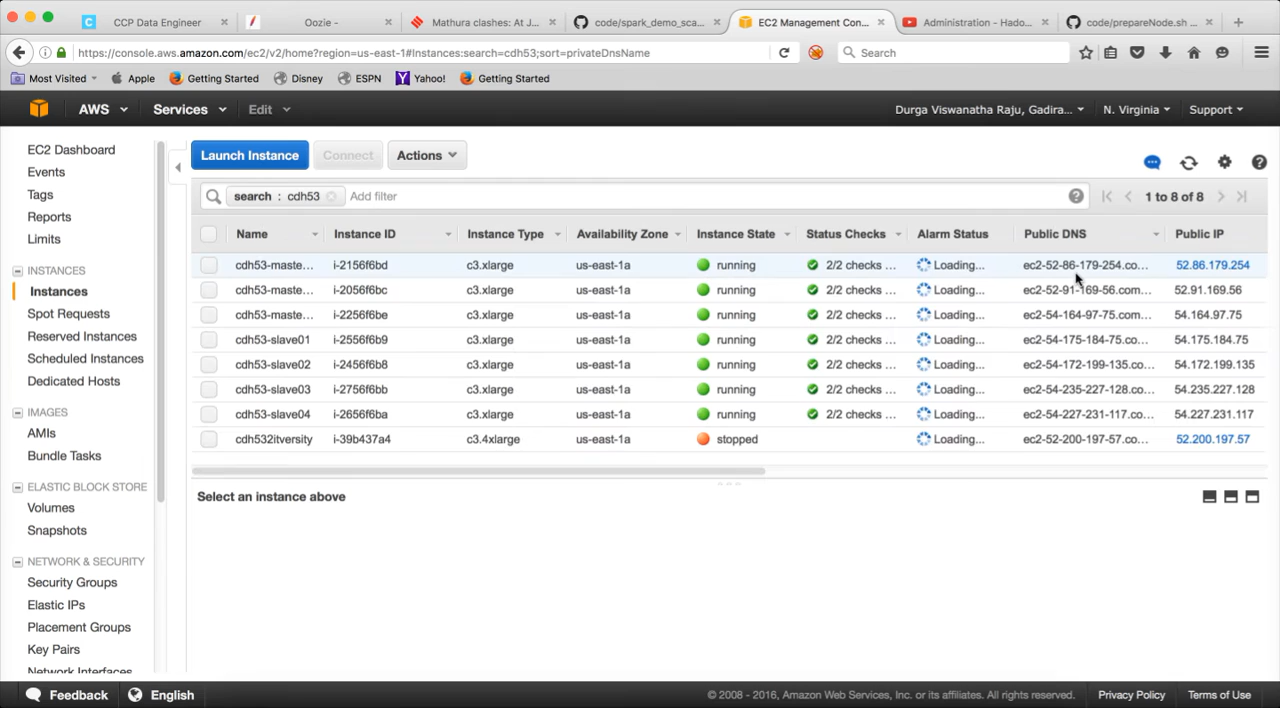 CCP Data Engineer
Oozie -
Mathura clashes: At J...
code/spark_demo_sca...
EC2 Management Con...
Administration - Hado...
code/prepareNode.sh ...
https://console.aws.amazon.com/ec2/v2/home?region=us-east-1#Instances:search=cdh53;sort=privateDnsName
Search
Most Visited
Apple
Getting Started
Disney
ESPN
Yahoo!
Getting Started
AWS
Services
Edit
Durga Viswanatha Raju, Gadira...
N. Virginia
Support
EC2 Dashboard
Events
Tags
Reports
Limits
INSTANCES
Instances
Spot Requests
Reserved Instances
Scheduled Instances
Dedicated Hosts
IMAGES
AMIs
Bundle Tasks
ELASTIC BLOCK STORE
Volumes
Snapshots
NETWORK & SECURITY
Security Groups
Elastic IPs
Placement Groups
Key Pairs
Network Interfaces
Launch Instance
Connect
Actions
search : cdh53
Add filter
1 to 8 of 8
Name Instance ID Instance Type Availability Zone Instance State Status Checks Alarm Status Public DNS Public IP
cdh53-maste... i-2156f6bd c3.xlarge us-east-1a running 2/2 checks ... Loading... ec2-52-86-179-254.co... 52.86.179.254
cdh53-maste... i-2056f6bc c3.xlarge us-east-1a running 2/2 checks ... Loading... ec2-52-91-169-56.com... 52.91.169.56
cdh53-maste... i-2256f6be c3.xlarge us-east-1a running 2/2 checks ... Loading... ec2-54-164-97-75.com... 54.164.97.75
cdh53-slave01 i-2556f6b9 c3.xlarge us-east-1a running 2/2 checks ... Loading... ec2-54-175-184-75.co... 54.175.184.75
cdh53-slave02 i-2456f6b8 c3.xlarge us-east-1a running 2/2 checks ... Loading... ec2-54-172-199-135.co... 54.172.199.135
cdh53-slave03 i-2756f6bb c3.xlarge us-east-1a running 2/2 checks ... Loading... ec2-54-235-227-128.co... 54.235.227.128
cdh53-slave04 i-2656f6ba c3.xlarge us-east-1a running 2/2 checks ... Loading... ec2-54-227-231-117.co... 54.227.231.117
cdh532itversity i-39b437a4 c3.4xlarge us-east-1a stopped Loading... ec2-52-200-197-57.co... 52.200.197.57
Select an instance above
Feedback
English
© 2008 - 2016, Amazon Web Services, Inc. or its affiliates. All rights reserved.
Privacy Policy
Terms of Use